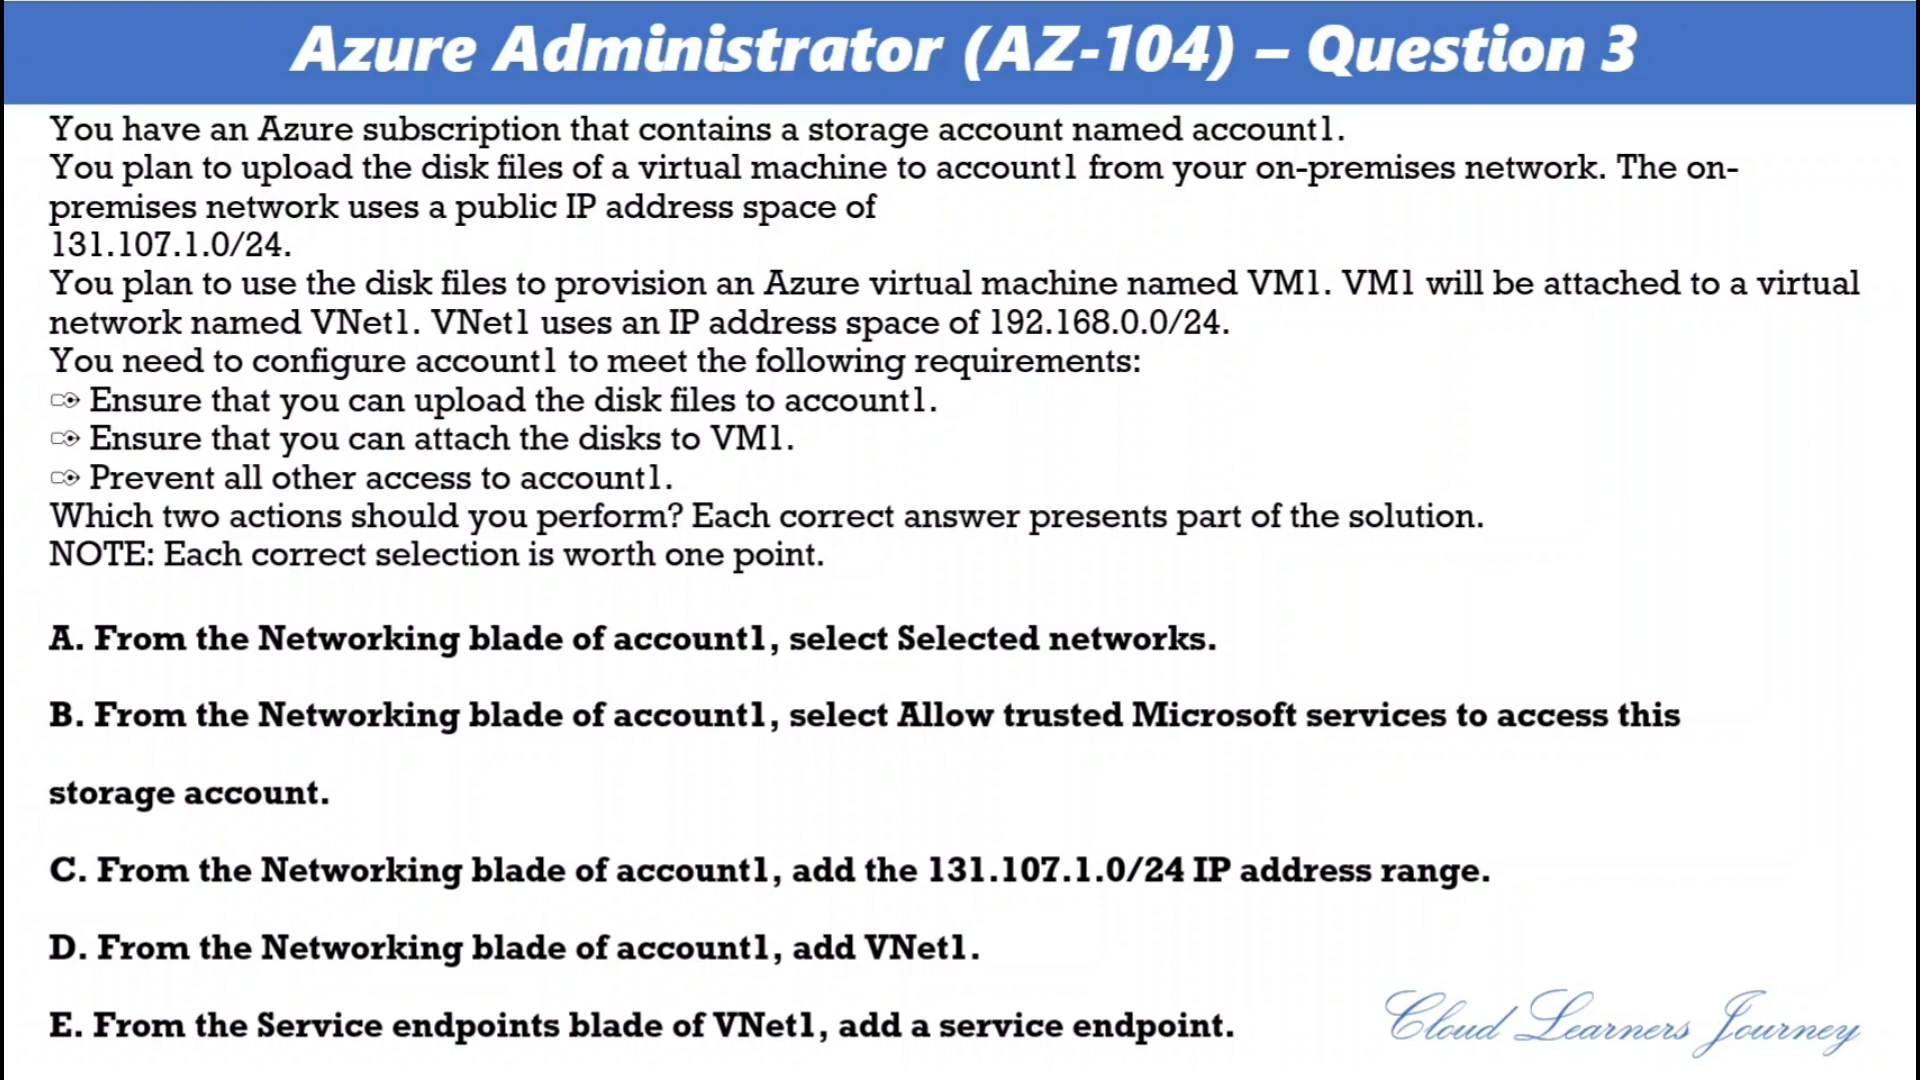 Azure Administrator (AZ-104) – Question 3
You have an Azure subscription that contains a storage account named account1.
You plan to upload the disk files of a virtual machine to account1 from your on-premises network. The on-
premises network uses a public IP address space of
131.107.1.0/24.
You plan to use the disk files to provision an Azure virtual machine named VM1. VM1 will be attached to a virtual
network named VNet1. VNet1 uses an IP address space of 192.168.0.0/24.
You need to configure account1 to meet the following requirements:
Ensure that you can upload the disk files to account1.
Ensure that you can attach the disks to VM1.
Prevent all other access to account1.
Which two actions should you perform? Each correct answer presents part of the solution.
NOTE: Each correct selection is worth one point.
A. From the Networking blade of account1, select Selected networks.
B. From the Networking blade of account1, select Allow trusted Microsoft services to access this
storage account.
C. From the Networking blade of account1, add the 131.107.1.0/24 IP address range.
D. From the Networking blade of account1, add VNet1.
E. From the Service endpoints blade of VNet1, add a service endpoint.
Cloud Learners Journey